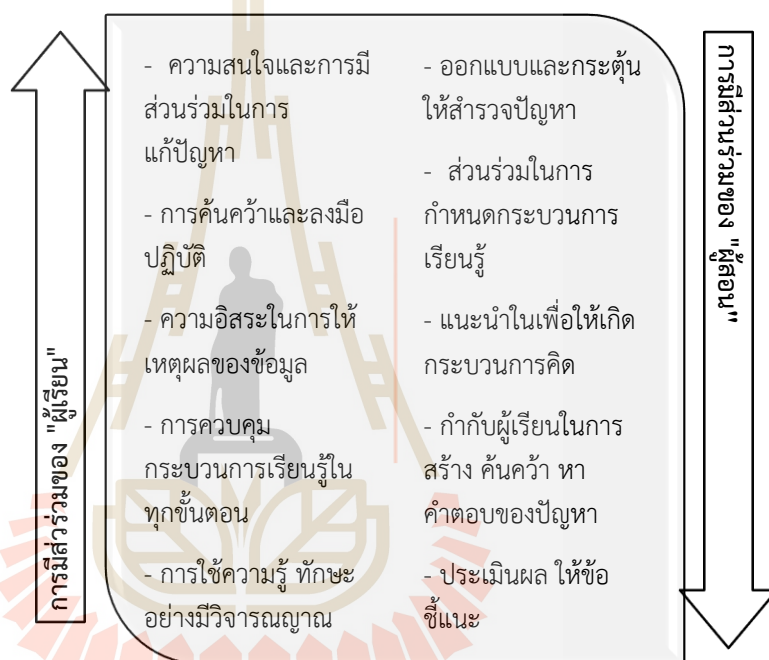 การมีส่วรร่วมของ "ผู้เรียน"
- ความสนใจและการมี
ส่วนร่วมในการ
แก้ปัญหา
- การค้นคว้าและลงมือ
ปฏิบัติ
- ความอิสระในการให้
เหตุผลของข้อมูล
- การควบคุม
กระบวนการเรียนรู้ใน
ทุกขั้นตอน
- การใช้ความรู้ ทักษะ
อย่างมีวิจารณญาณ
- ออกแบบและกระตุ้น
ให้สำรวจปัญหา
- ส่วนร่วมในการ
กำหนดกระบวนการ
เรียนรู้
- แนะนำในเพื่อให้เกิด
กระบวนการคิด
- กำกับผู้เรียนในการ
สร้าง ค้นคว้า หา
คำตอบของปัญหา
- ประเมินผล ให้ข้อ
ชี้แนะ
การมีส่วนร่วมของ "ผู้สอน"